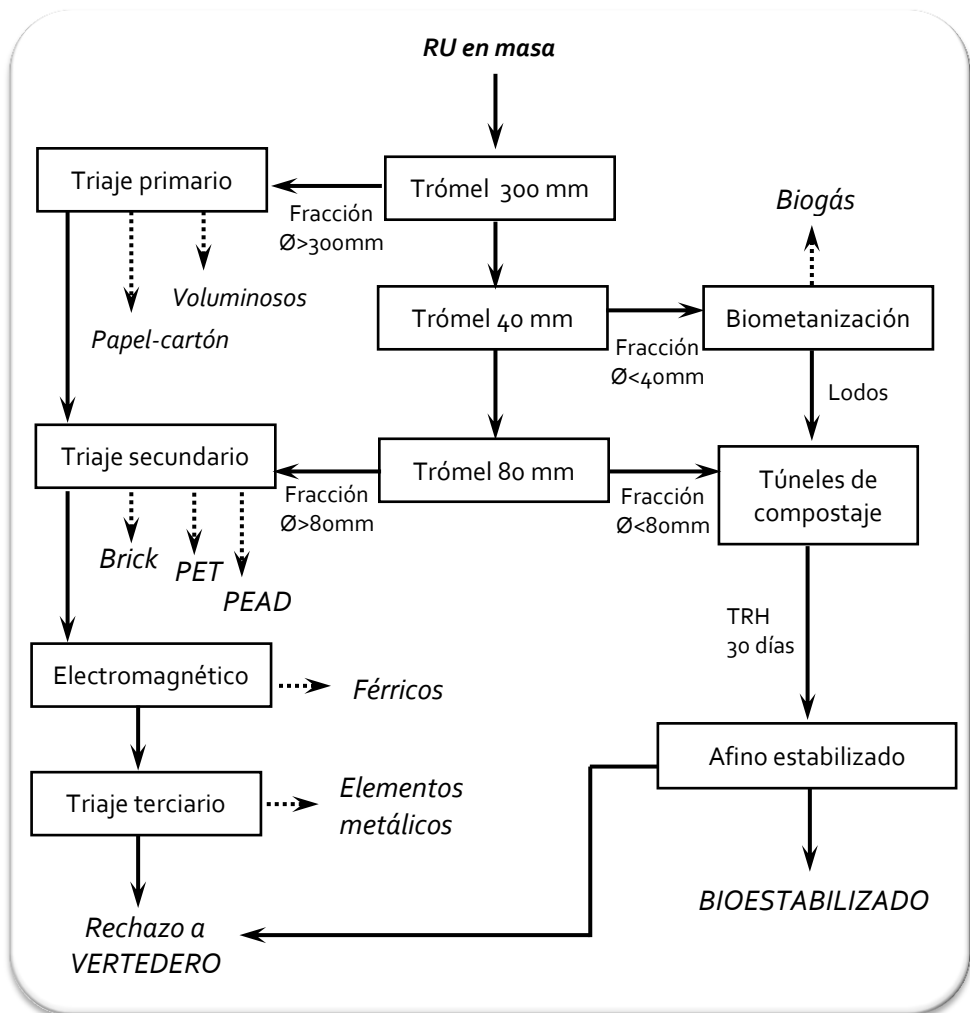 RU en masa
Triaje primario
Trómel 300 mm
Fracción
Ø>300mm
Biogás
Voluminosos
Papel-cartón
Trómel 40 mm
Biometanización
Fracción
Ø<40mm
Lodos
Triaje secundario
Trómel 80 mm
Túneles de
compostaje
Fracción
Ø>80mm
Fracción
Ø<80mm
Brick
PET
PEAD
TRH
30 días
Electromagnético
Férricos
Afino estabilizado
Triaje terciario
Elementos
metálicos
BIOESTABILIZADO
Rechazo a
VERTEDERO